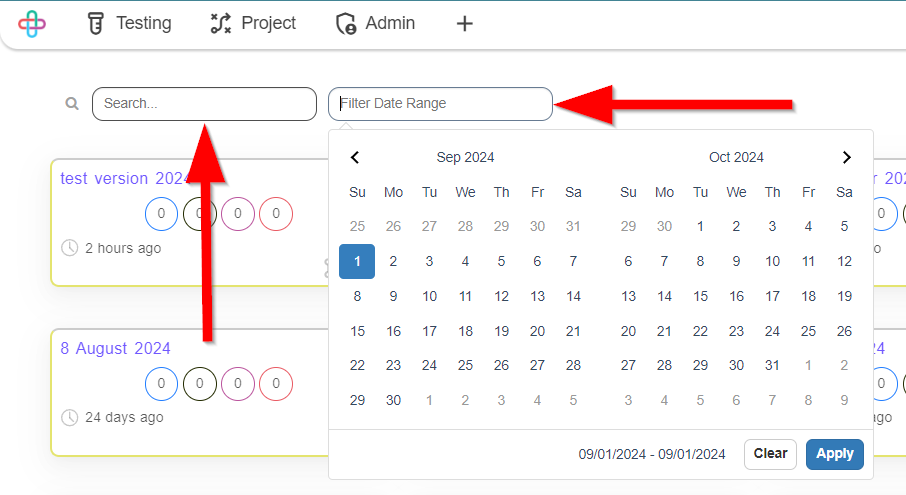 Testing Project Admin
Search... Filter Date Range
Sep 2024 Oct 2024
Su Mo Tu We Th Fr Sa Su Mo Tu We Th Fr Sa
test version 2024 r 202
25 26 27 28 29 30 31 29 30 1 2 3 4 5
0 0 0 0 0
2 hours ago o
1 2 3 4 5 6 7 6 7 8 9 10 11 12
8 9 10 11 12 13 14 13 14 15 16 17 18 19
15 16 17 18 19 20 21 20 21 22 23 24 25 26
8 August 2024 24
22 23 24 25 26 27 28 27 28 29 30 31 1 2
0 0 0 0 0
29 30 1 2 3 4 5 3 4 5 6 7 8 9
24 days ago ago
09/01/2024 - 09/01/2024 Clear Apply